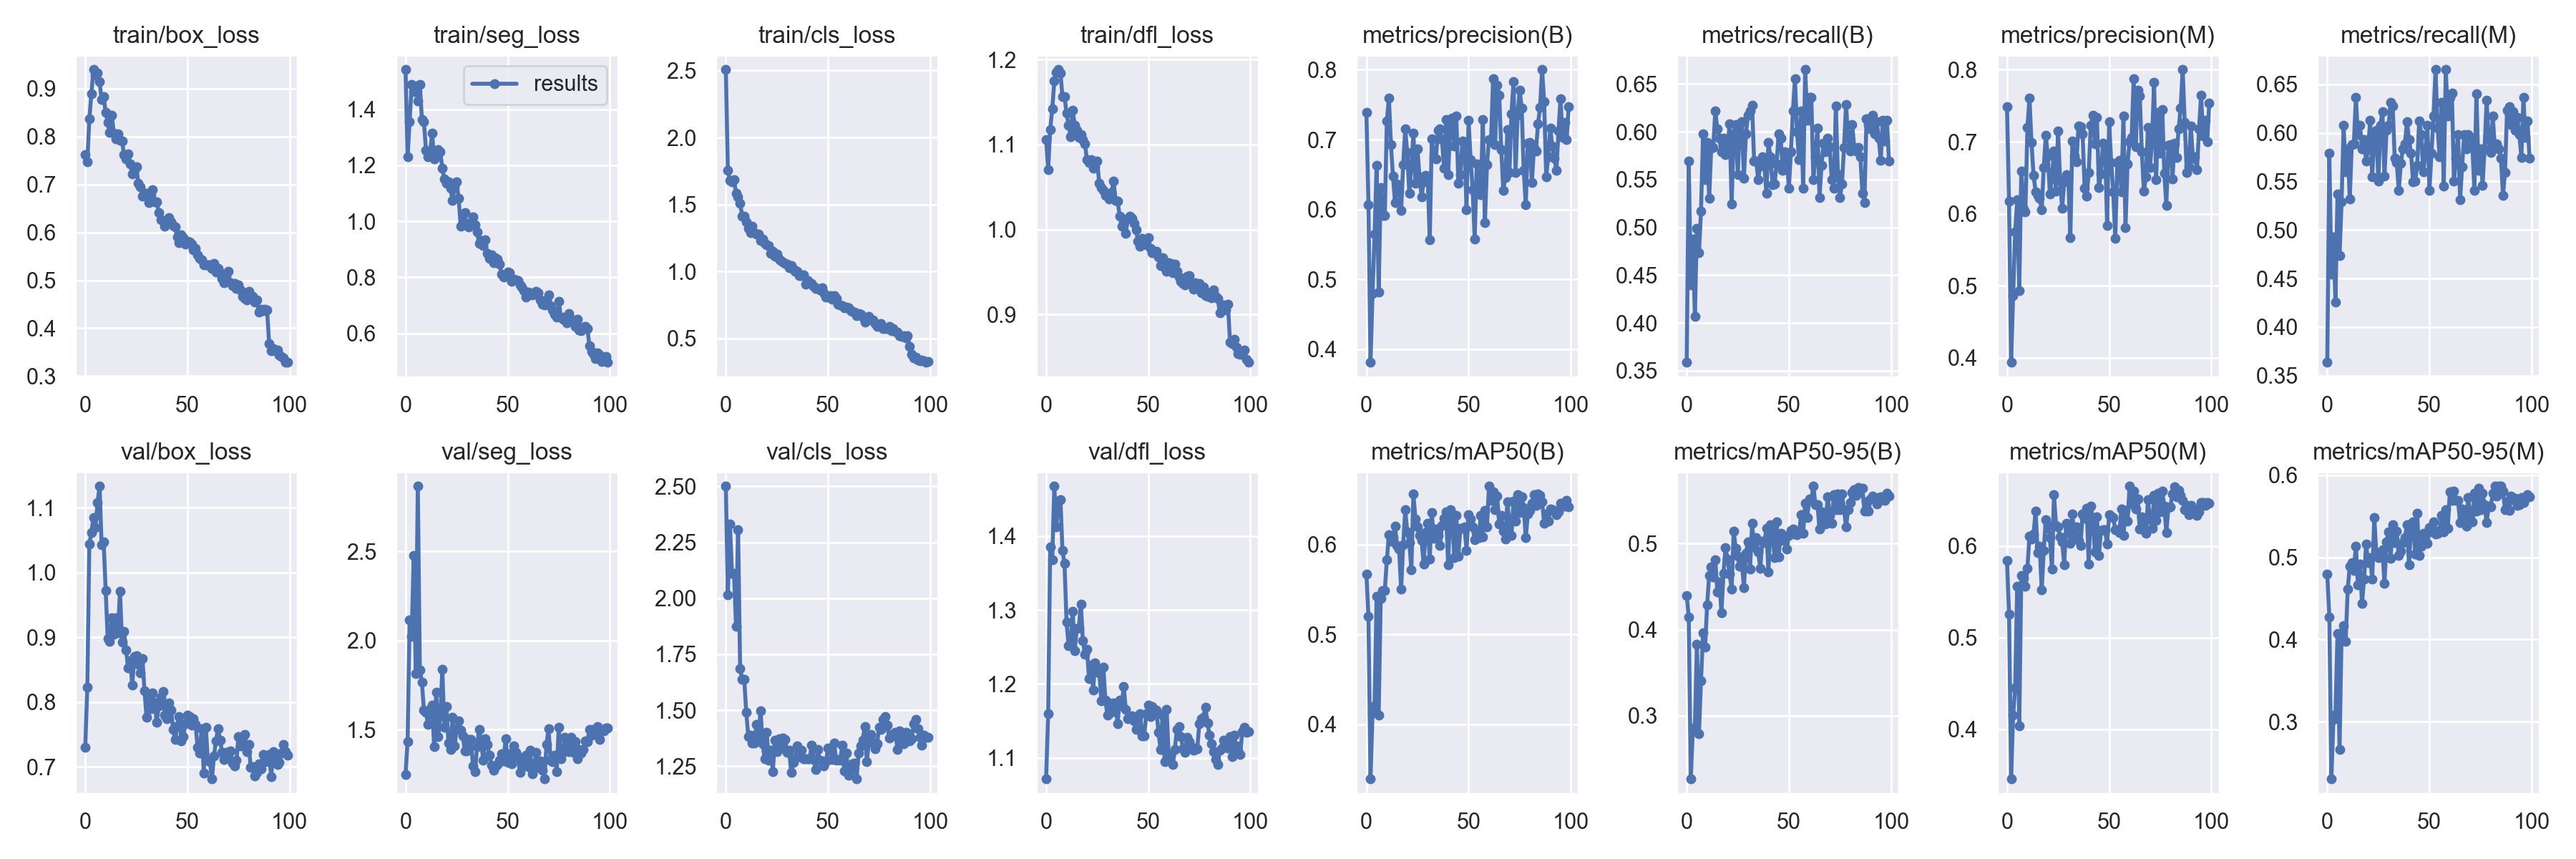 train/box_loss
train/seg_loss
train/cls_loss
train/dfl_loss
metrics/precision(B)
metrics/recall(B)
metrics/precision(M)
metrics/recall(M)
0.9
0.8
0.7
0.6
0.5
0.4
0.3
0 50 100
results
1.4
1.2
1.0
0.8
0.6
0 50 100
2.5
2.0
1.5
1.0
0.5
0 50 100
1.2
1.1
1.0
0.9
0 50 100
0.8
0.7
0.6
0.5
0.4
0 50 100
0.65
0.60
0.55
0.50
0.45
0.40
0.35
0 50 100
0.8
0.7
0.6
0.5
0.4
0 50 100
0.65
0.60
0.55
0.50
0.45
0.40
0.35
0 50 100
val/box_loss
val/seg_loss
val/cls_loss
val/dfl_loss
metrics/mAP50(B)
metrics/mAP50-95(B)
metrics/mAP50(M)
metrics/mAP50-95(M)
1.1
1.0
0.9
0.8
0.7
0 50 100
2.5
2.0
1.5
0 50 100
2.50
2.25
2.00
1.75
1.50
1.25
0 50 100
1.4
1.3
1.2
1.1
0 50 100
0.6
0.5
0.4
0 50 100
0.5
0.4
0.3
0 50 100
0.6
0.5
0.4
0 50 100
0.6
0.5
0.4
0.3
0 50 100